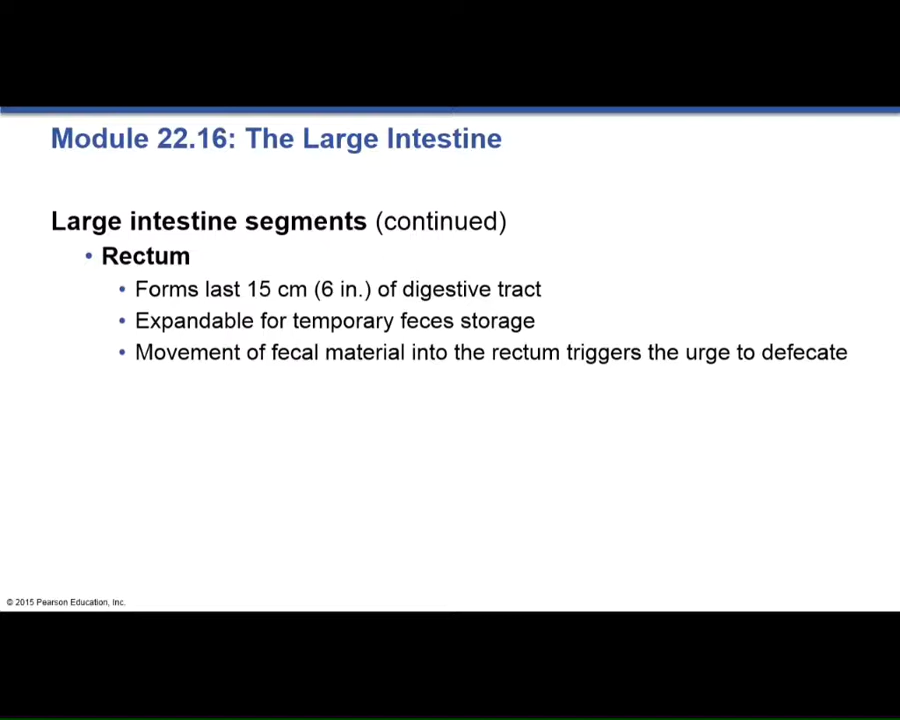 Module 22.16: The Large Intestine
Large intestine segments (continued)
• Rectum
• Forms last 15 cm (6 in.) of digestive tract
• Expandable for temporary feces storage
• Movement of fecal material into the rectum triggers the urge to defecate
© 2015 Pearson Education, Inc.